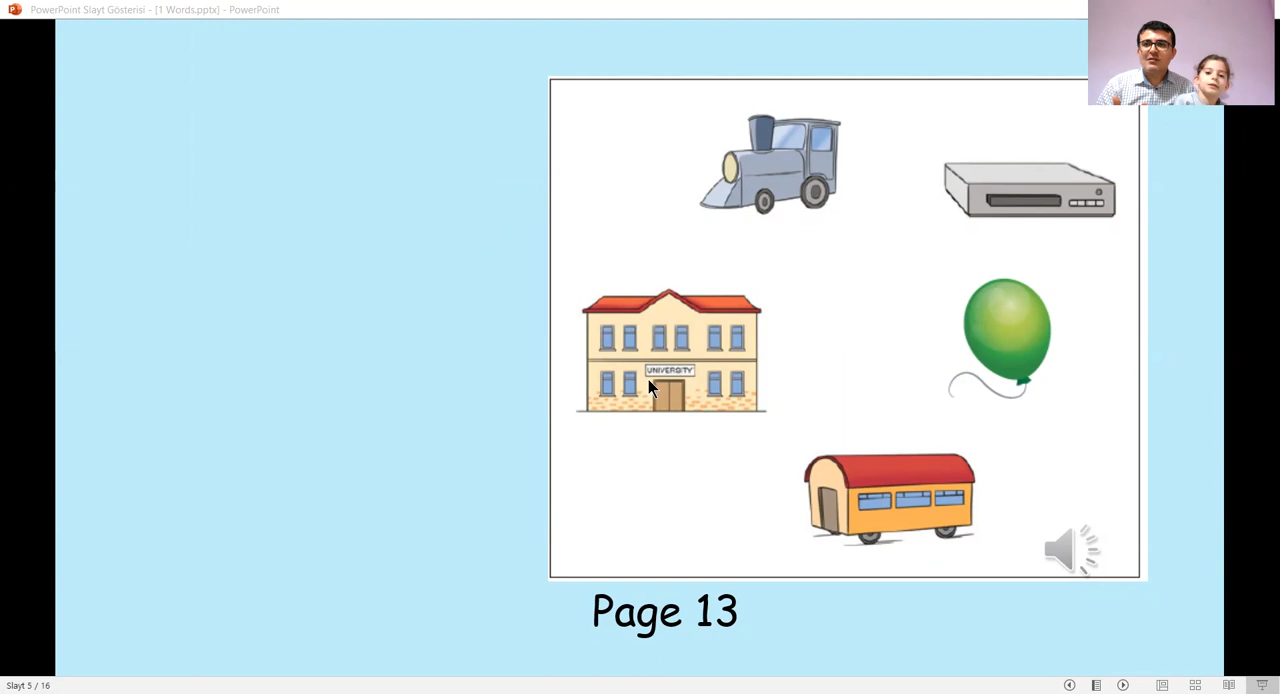 PowerPoint Slayt Gösterisi - [1 Words.pptx] - PowerPoint
UNIVERSITY
Page 13
Slayt 5 / 16